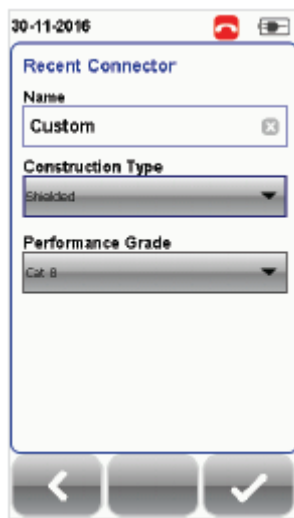 30-11-2016
Recent Connector
Name
Custom
Construction Type
Shielded
Performance Grade
Cat 8